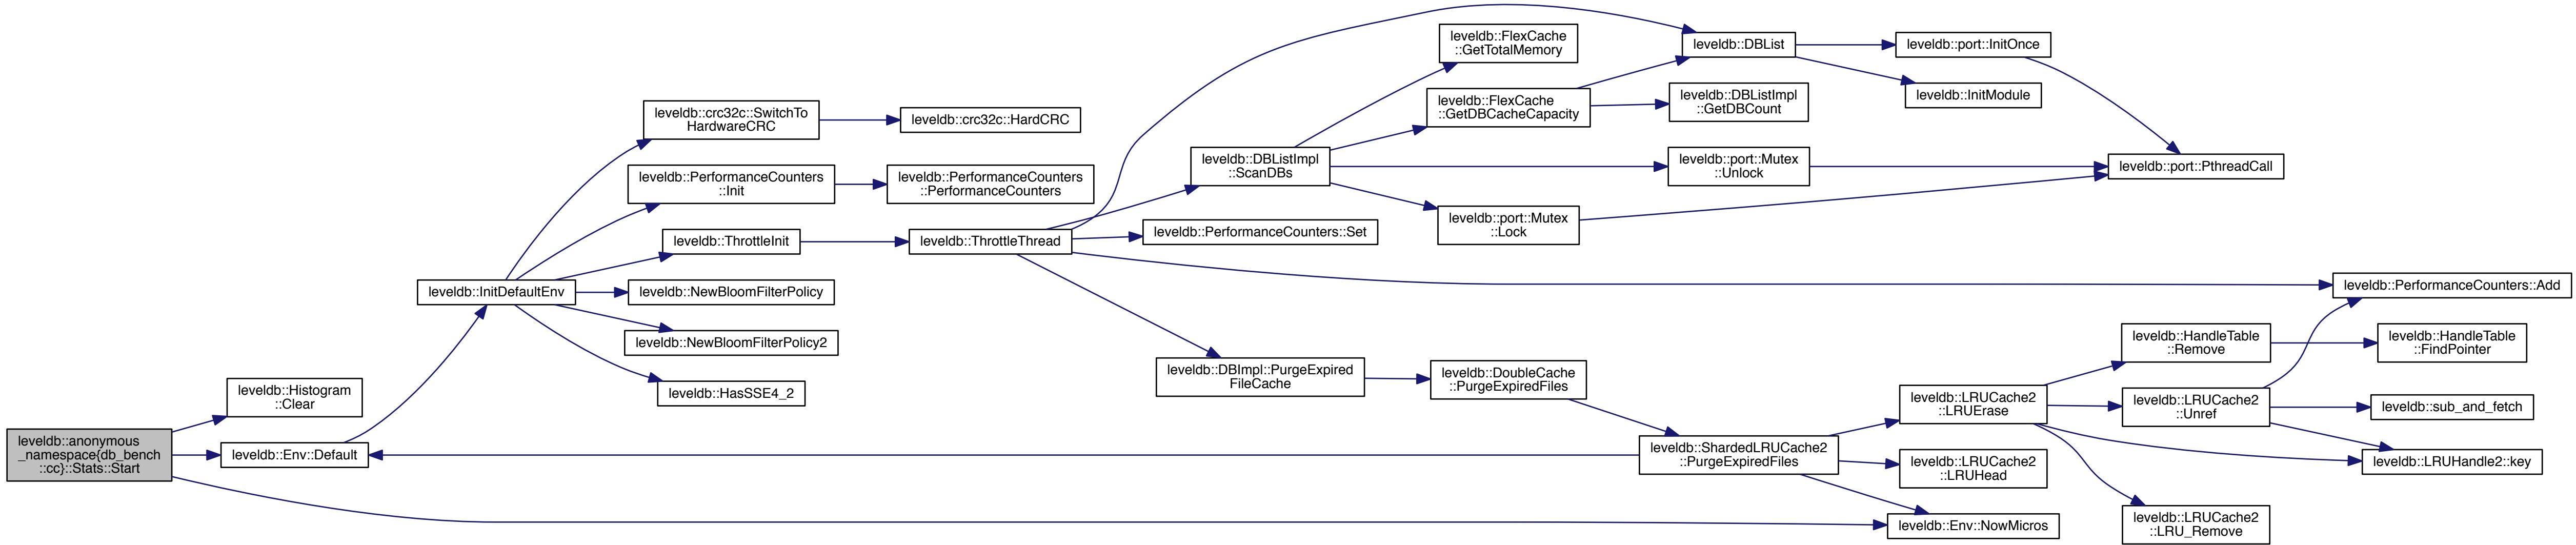 leveldb::anonymous
_namespace{db_bench
::cc}::Stats::Start
leveldb::Histogram
::Clear
leveldb::Env::Default
leveldb::InitDefaultEnv
leveldb::crc32c::SwitchTo
HardwareCRC
leveldb::PerformanceCounters
::Init
leveldb::ThrottleInit
leveldb::NewBloomFilterPolicy
leveldb::NewBloomFilterPolicy2
leveldb::HasSSE4_2
leveldb::crc32c::HardCRC
leveldb::PerformanceCounters
::PerformanceCounters
leveldb::ThrottleThread
leveldb::DBListImpl
::ScanDBs
leveldb::PerformanceCounters::Set
leveldb::DBImpl::PurgeExpired
FileCache
leveldb::FlexCache
::GetTotalMemory
leveldb::FlexCache
::GetDBCacheCapacity
leveldb::port::Mutex
::Lock
leveldb::DoubleCache
::PurgeExpiredFiles
leveldb::DBList
leveldb::DBListImpl
::GetDBCount
leveldb::port::Mutex
::Unlock
leveldb::ShardedLRUCache2
::PurgeExpiredFiles
leveldb::port::InitOnce
leveldb::InitModule
leveldb::LRUCache2
::LRUErase
leveldb::LRUCache2
::LRUHead
leveldb::Env::NowMicros
leveldb::port::PthreadCall
leveldb::HandleTable
::Remove
leveldb::LRUCache2
::Unref
leveldb::LRUCache2
::LRU_Remove
leveldb::PerformanceCounters::Add
leveldb::HandleTable
::FindPointer
leveldb::sub_and_fetch
leveldb::LRUHandle2::key